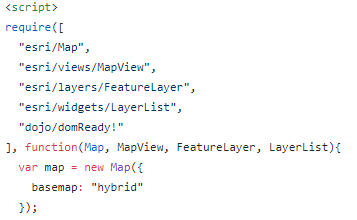 <script>
require([
  "esri/Map",
  "esri/views/MapView",
  "esri/layers/FeatureLayer",
  "esri/widgets/LayerList",
  "dojo/domReady!"
], function(Map, MapView, FeatureLayer, LayerList){
  var map = new Map({
    basemap: "hybrid"
  });